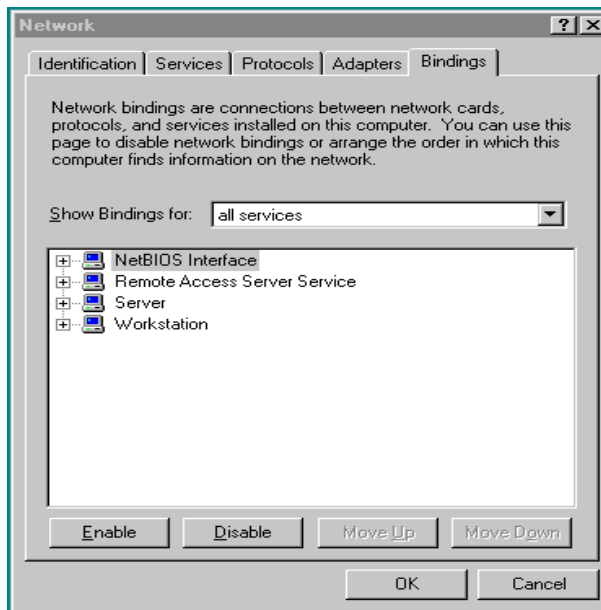 Network
Identification Services Protocols Adapters Bindings
Network bindings are connections between network cards,
protocols, and services installed on this computer. You can use this
page to disable network bindings or arrange the order in which this
computer finds information on the network.
Show Bindings for: all services
NetBIOS Interface
Remote Access Server Service
Server
Workstation
Enable Disable Move Up Move Down
OK Cancel